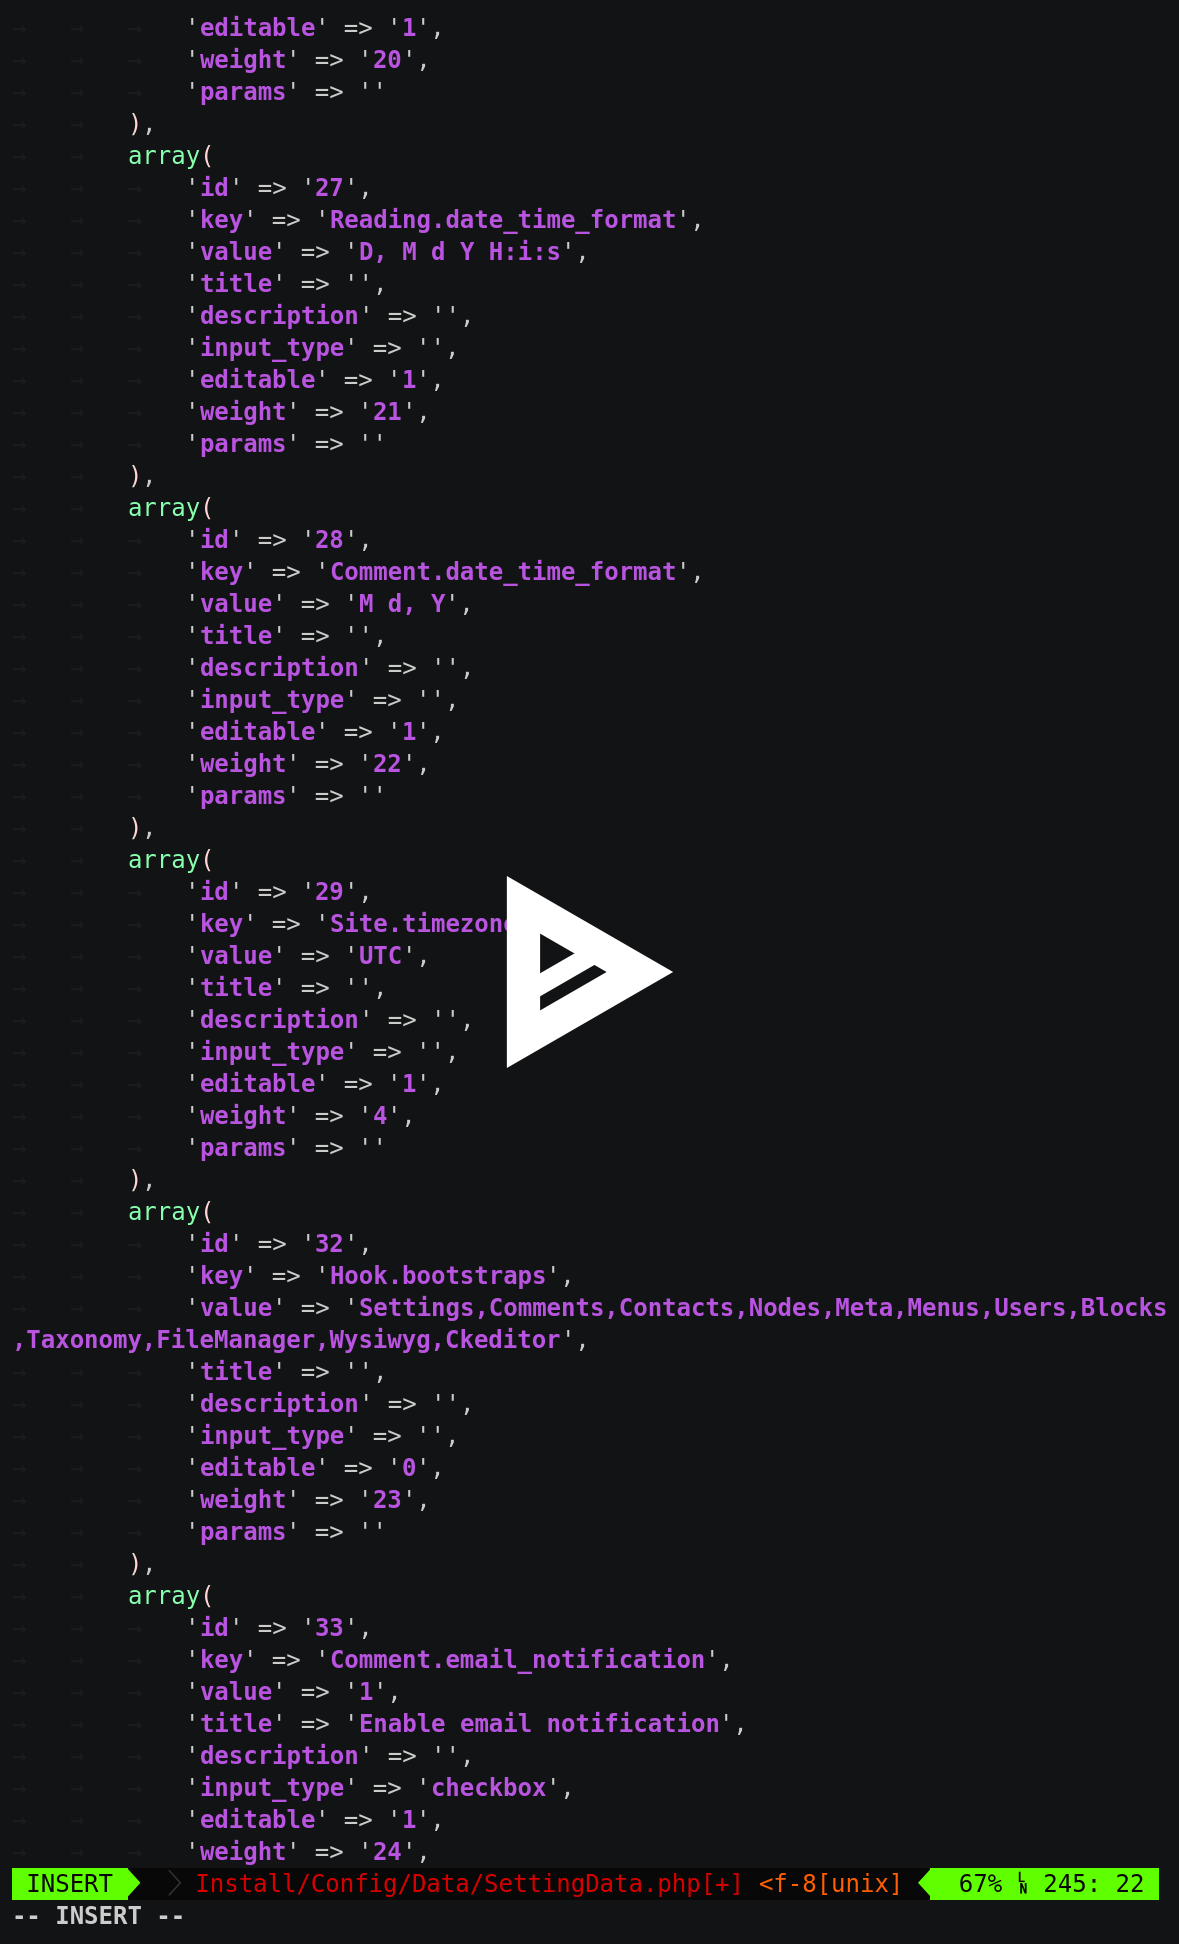 'editable' => '1',
'weight' => '20',
'params' => ''
),
array(
'id' => '27',
'key' => 'Reading.date_time_format',
'value' => 'D, M d Y H:i:s',
'title' => '',
'description' => '',
'input_type' => '',
'editable' => '1',
'weight' => '21',
'params' => ''
),
array(
'id' => '28',
'key' => 'Comment.date_time_format',
'value' => 'M d, Y',
'title' => '',
'description' => '',
'input_type' => '',
'editable' => '1',
'weight' => '22',
'params' => ''
),
array(
'id' => '29',
'key' => 'Site.timezone
'value' => 'UTC',
'title' => '',
'description' => '',
'input_type' => '',
'editable' => '1',
'weight' => '4',
'params' => ''
),
array(
'id' => '32',
'key' => 'Hook.bootstraps',
'value' => 'Settings,Comments,Contacts,Nodes,Meta,Menus,Users,Blocks
,Taxonomy,FileManager,Wysiwyg,Ckeditor',
'title' => '',
'description' => '',
'input_type' => '',
'editable' => '0',
'weight' => '23',
'params' => ''
),
array(
'id' => '33',
'key' => 'Comment.email_notification',
'value' => '1',
'title' => 'Enable email notification',
'description' => '',
'input_type' => 'checkbox',
'editable' => '1',
'weight' => '24',
INSERT Install/Config/Data/SettingData.php[+] <f-8[unix] 67% LN 245: 22
-- INSERT --